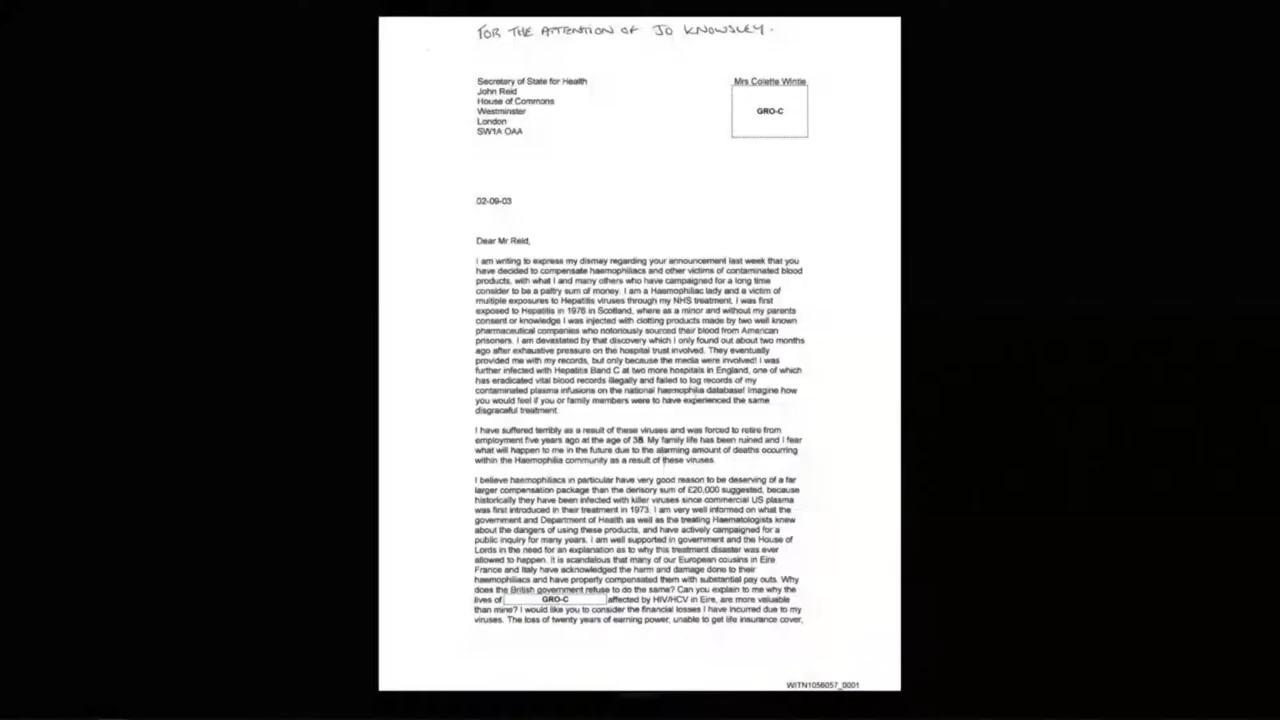 FOR THE ATTENTION OF JO KNOWSLEY.
Secretary of State for Health
John Reid
House of Commons
Westminster
London
SW1A OAA
Mrs Colette Wintle
GRO-C
02-09-03
Dear Mr Reid,
I am writing to express my dismay regarding your announcement last week that you
have decided to compensate haemophiliacs and other victims of contaminated blood
products, with what I and many others who have campaigned for a long time
consider to be a paltry sum of money. I am a Haemophiliac lady and a victim of
multiple exposures to Hepatitis viruses through my NHS treatment. I was first
exposed to Hepatitis in 1976 in Scotland, where as a minor and without my parents
consent or knowledge I was injected with clotting products made by two well known
pharmaceutical companies who notoriously sourced their blood from American
prisoners. I am devastated by that discovery which I only found out about two months
ago after exhaustive pressure on the hospital trust involved. They eventually
provided me with my records, but only because the media were involved! I was
further infected with Hepatitis Band C at two more hospitals in England, one of which
has eradicated vital blood records illegally and failed to log records of my
contaminated plasma infusions on the national haemophilia database! Imagine how
you would feel if you or family members were to have experienced the same
disgraceful treatment.
I have suffered terribly as a result of these viruses and was forced to retire from
employment five years ago at the age of 38. My family life has been ruined and I fear
what will happen to me in the future due to the alarming amount of deaths occurring
within the Haemophilia community as a result of these viruses.
I believe haemophiliacs in particular have very good reason to be deserving of a far
larger compensation package than the derisory sum of £20,000 suggested, because
historically they have been infected with killer viruses since commercial US plasma
was first introduced in their treatment in 1973. I am very well informed on what the
government and Department of Health as well as the treating Haematologists knew
about the dangers of using these products, and have actively campaigned for a
public inquiry for many years. I am well supported in government and the House of
Lords in the need for an explanation as to why this treatment disaster was ever
allowed to happen. It is scandalous that many of our European cousins in Eire
France and Italy have acknowledged the harm and damage done to their
haemophiliacs and have properly compensated them with substantial pay outs. Why
does the British government refuse to do the same? Can you explain to me why the
lives of GRO-C affected by HIV/HCV in Eire, are more valuable
than mine? I would like you to consider the financial losses I have incurred due to my
viruses. The loss of twenty years of earning power, unable to get life insurance cover,
WITN1056057_0001